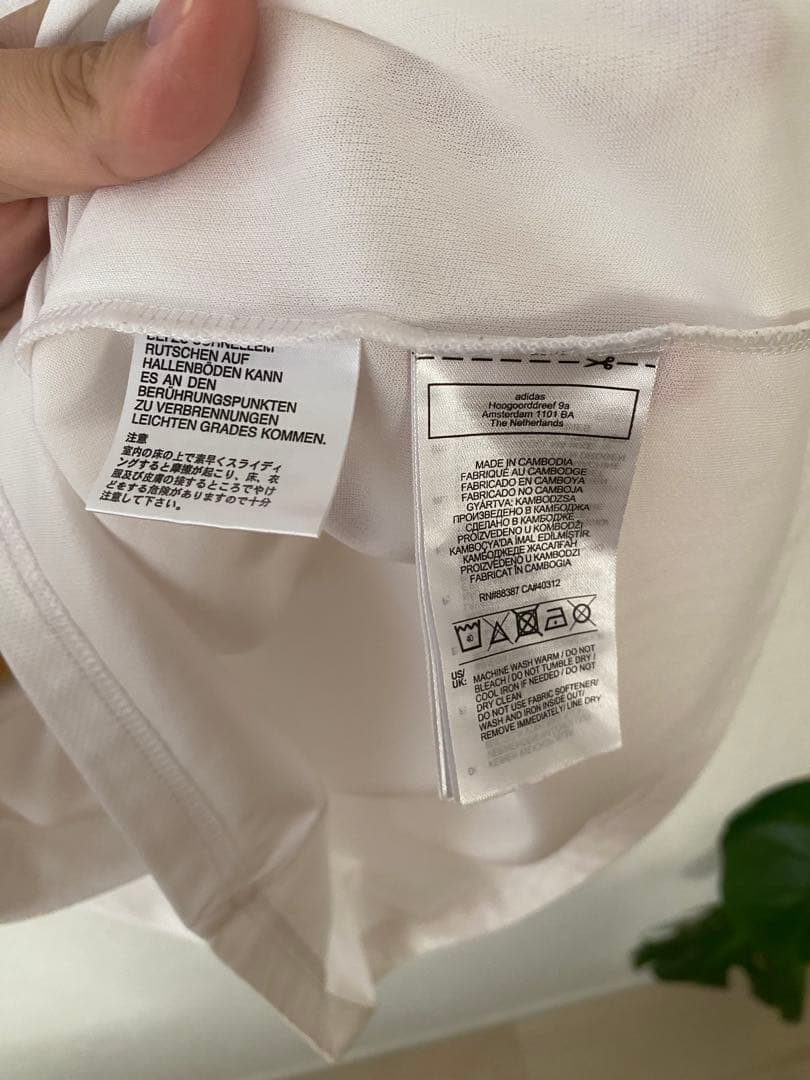 RUTSCHEN AUF
HALLENBÖDEN KANN
ES AN DEN
BERÜHRUNGSPUNKTEN
ZU VERBRENNUNGEN
LEICHTEN GRADES KOMMEN.
注意
室内の床の上で素早くスライディ
ングすると摩擦が起こり、床、衣
服及び皮膚の接するところでやけ
どをする危険がありますので十分
注意して下さい。
adidas
Hoogoorddreef 9a
Amsterdam 1101 BA
The Netherlands
MADE IN CAMBODIA
FABRIQUÉ AU CAMBODGE
FABRICADO EN CAMBOYA
FABRICADO NO CAMBOJA
GYÁRTVA: KAMBODZSA
ПРОИЗВЕДЕНО В КАМБОДЖА
СДЕЛАНО В КАМБОДЖЕ
PROIZVEDENO U KOMBODŽI
KAMBOÇYA'DA İMAL EDİLMİŞTİR
КАМБОДЖЕДЕ ЖАСАЛҒАН
PROIZVEDENO U KAMBODZI
FABRICAT ÎN CAMBOGIA
RN#88387 CA#40312
US/
UK:
MACHINE WASH WARM / DO NOT
BLEACH / DO NOT TUMBLE DRY /
COOL IRON IF NEEDED / DO NOT
DRY CLEAN
DO NOT USE FABRIC SOFTENER/
WASH AND IRON INSIDE OUT/
REMOVE IMMEDIATELY/ LINE DRY